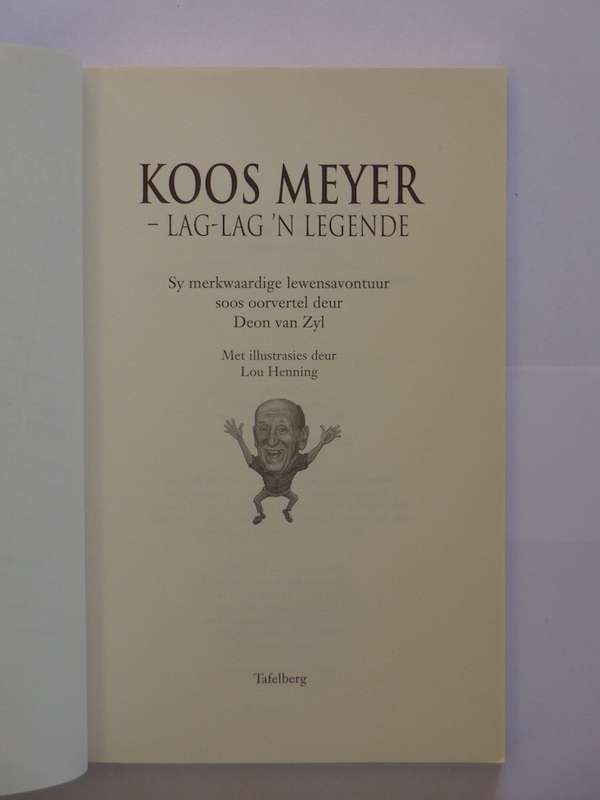 KOOS MEYER
– LAG-LAG 'N LEGENDE
Sy merkwaardige lewensavontuur
soos oorvertel deur
Deon van Zyl
Met illustrasies deur
Lou Henning
Tafelberg